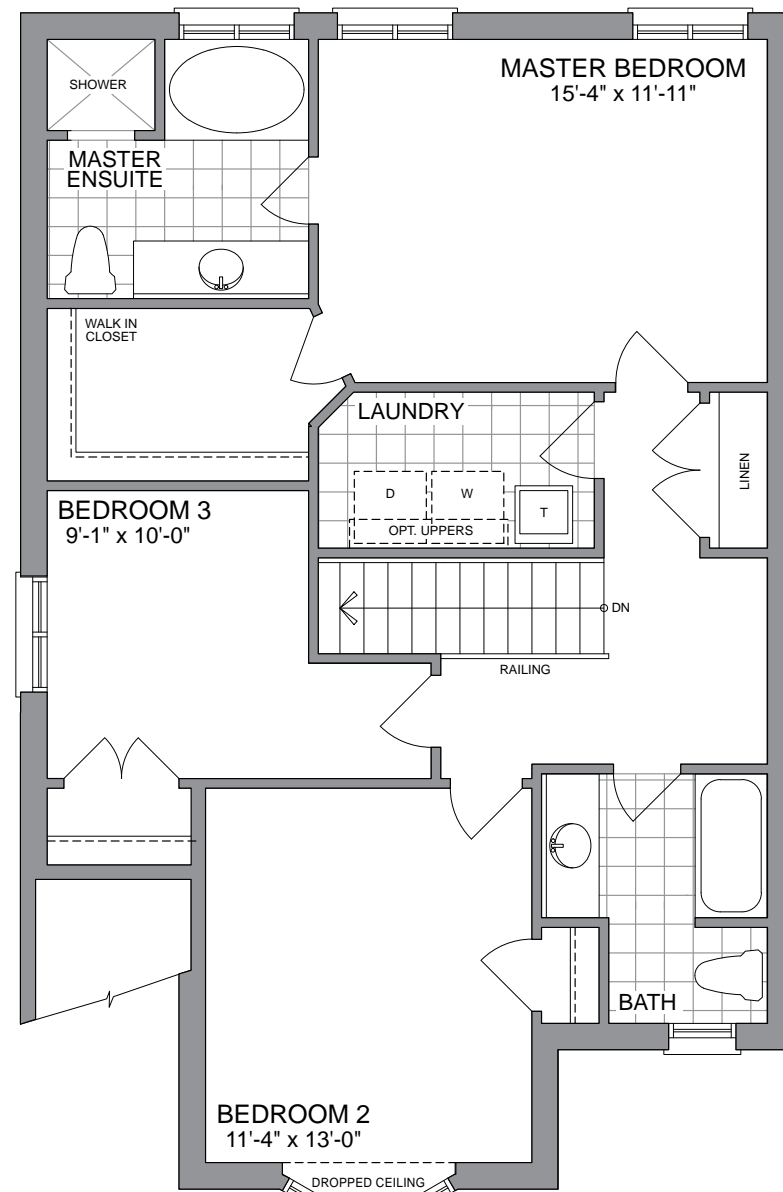 SHOWER
MASTER BEDROOM
15'-4" x 11'-11"
MASTER
ENSUITE
WALK IN
CLOSET
LAUNDRY
D
W
T
OPT. UPPERS
LINEN
BEDROOM 3
9'-1" x 10'-0"
DN
RAILING
BATH
BEDROOM 2
11'-4" x 13'-0"
DROPPED CEILING